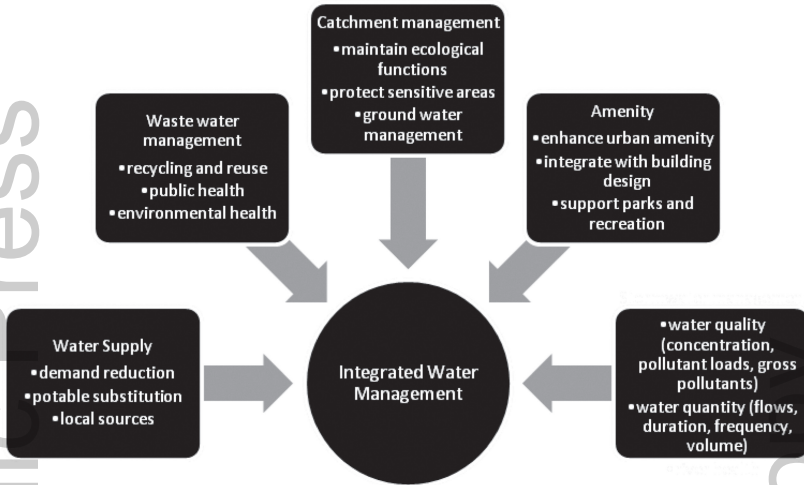 Catchment management
•maintain ecological
functions
•protect sensitive areas
•ground water
management
Waste water
management
•recycling and reuse
•public health
•environmental health
Amenity
•enhance urban amenity
•integrate with building
design
•support parks and
recreation
Water Supply
•demand reduction
•potable substitution
•local sources
Integrated Water
Management
•water quality
(concentration,
pollutant loads, gross
pollutants)
•water quantity (flows,
duration, frequency,
volume)
ress